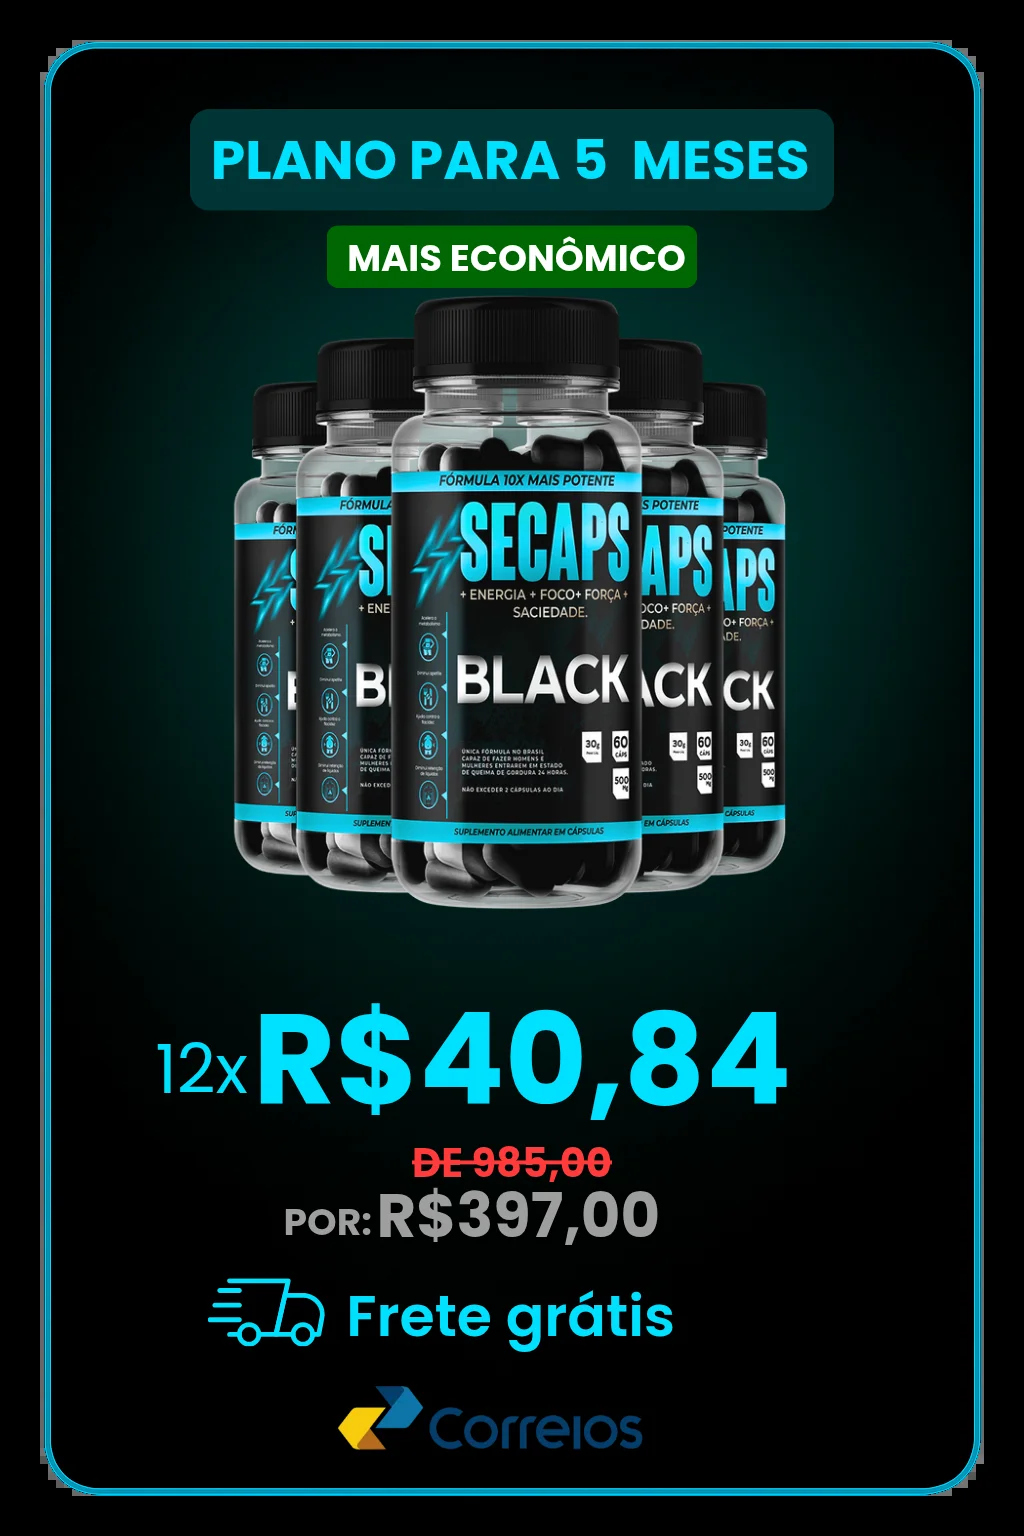 PLANO PARA 5 MESES
MAIS ECONÔMICO
FÓRMULA 10X MAIS POTENTE
SECAPS
+ ENERGIA + FOCO+ FORÇA +
SACIEDADE.
BLACK
30g
60
CÁPS
500
Mg
ÚNICA FÓRMULA NO BRASIL
CAPAZ DE FAZER HOMENS E
MULHERES ENTRAREM EM ESTADO
DE QUEIMA DE GORDURA 24 HORAS.
NÃO EXCEDER 2 CÁPSULAS AO DIA
SUPLEMENTO ALIMENTAR EM CÁPSULAS
12x R$40,84
DE 985,00
POR: R$397,00
Frete grátis
Correios